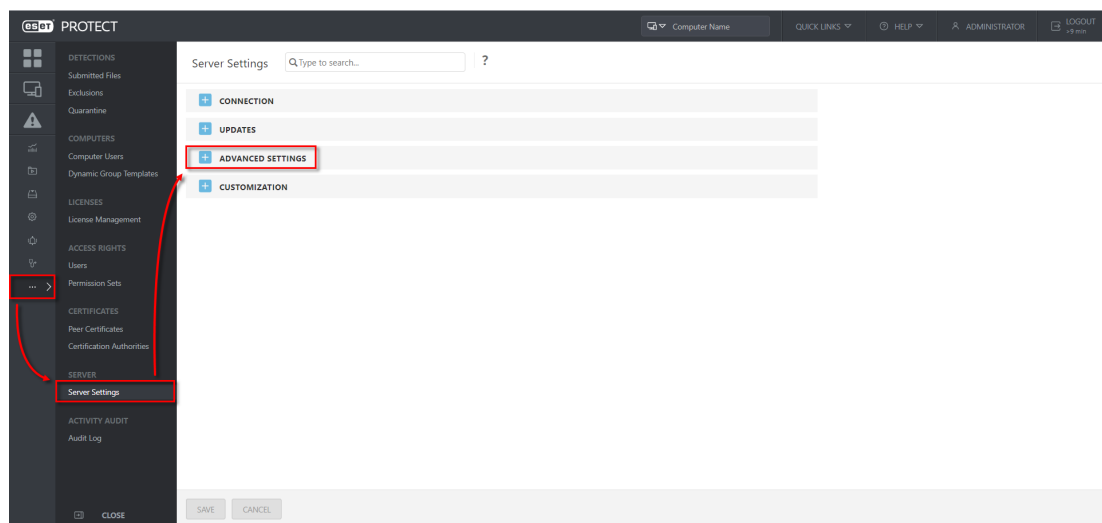 eset PROTECT
Computer Name
QUICK LINKS
? HELP
ADMINISTRATOR
LOGOUT
>9 min
DETECTIONS
Submitted Files
Exclusions
Quarantine
COMPUTERS
Computer Users
Dynamic Group Templates
LICENSES
License Management
ACCESS RIGHTS
Users
Permission Sets
CERTIFICATES
Peer Certificates
Certification Authorities
SERVER
Server Settings
ACTIVITY AUDIT
Audit Log
CLOSE
Server Settings
Type to search...
?
CONNECTION
UPDATES
ADVANCED SETTINGS
CUSTOMIZATION
SAVE
CANCEL